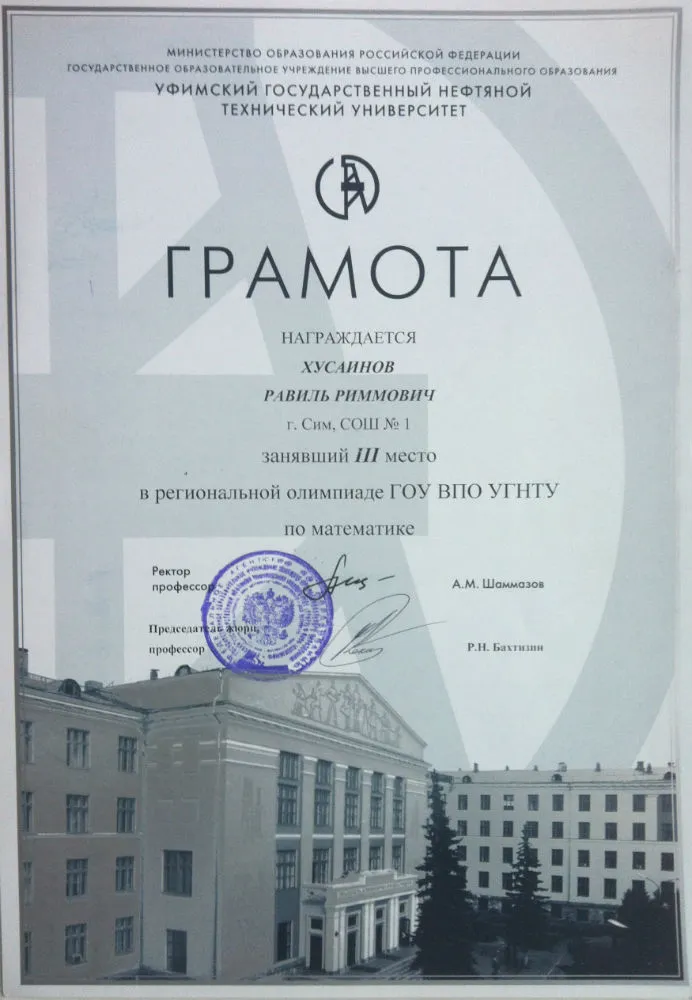 МИНИСТЕРСТВО ОБРАЗОВАНИЯ РОССИЙСКОЙ ФЕДЕРАЦИИ
ГОСУДАРСТВЕННОЕ ОБРАЗОВАТЕЛЬНОЕ УЧРЕЖДЕНИЕ ВЫСШЕГО ПРОФЕССИОНАЛЬНОГО ОБРАЗОВАНИЯ
УФИМСКИЙ ГОСУДАРСТВЕННЫЙ НЕФТЯНОЙ
ТЕХНИЧЕСКИЙ УНИВЕРСИТЕТ
ГРАМОТА
НАГРАЖДАЕТСЯ
ХУСАИНОВ
РАВИЛЬ РИММОВИЧ
г. Сим, СОШ № 1
занявший III место
в региональной олимпиаде ГОУ ВПО УГНТУ
по математике
Ректор
профессор А.М. Шаммазов
Председатель жюри,
профессор Р.Н. Бахтизин